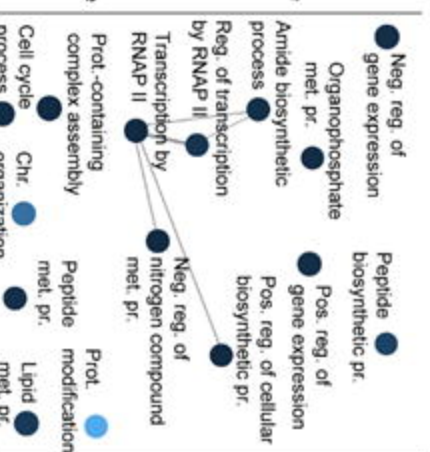 Neg. reg. of
gene expression
Peptide
biosynthetic pr.
Organophosphate
met. pr.
Pos. reg. of
gene expression
Amide biosynthetic
process
Pos. reg. of cellular
biosynthetic pr.
Reg. of transcription
by RNAP II
Transcription by
RNAP II
Neg. reg. of
nitrogen compound
met. pr.
Prot.-containing
complex assembly
Prot.
modification
Peptide
met. pr.
Cell cycle
process
Chr.
organization
Lipid
met. pr.